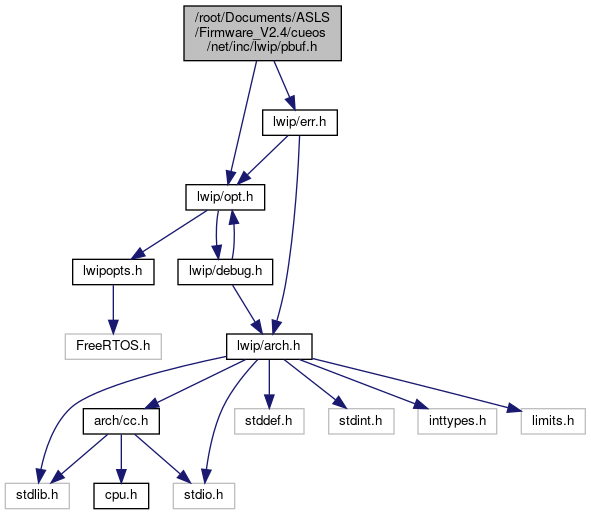 /root/Documents/ASLS
/Firmware_V2.4/cueos
/net/inc/lwip/pbuf.h
lwip/err.h
lwip/opt.h
lwipopts.h
lwip/debug.h
FreeRTOS.h
lwip/arch.h
arch/cc.h
stddef.h
stdint.h
inttypes.h
limits.h
stdlib.h
cpu.h
stdio.h